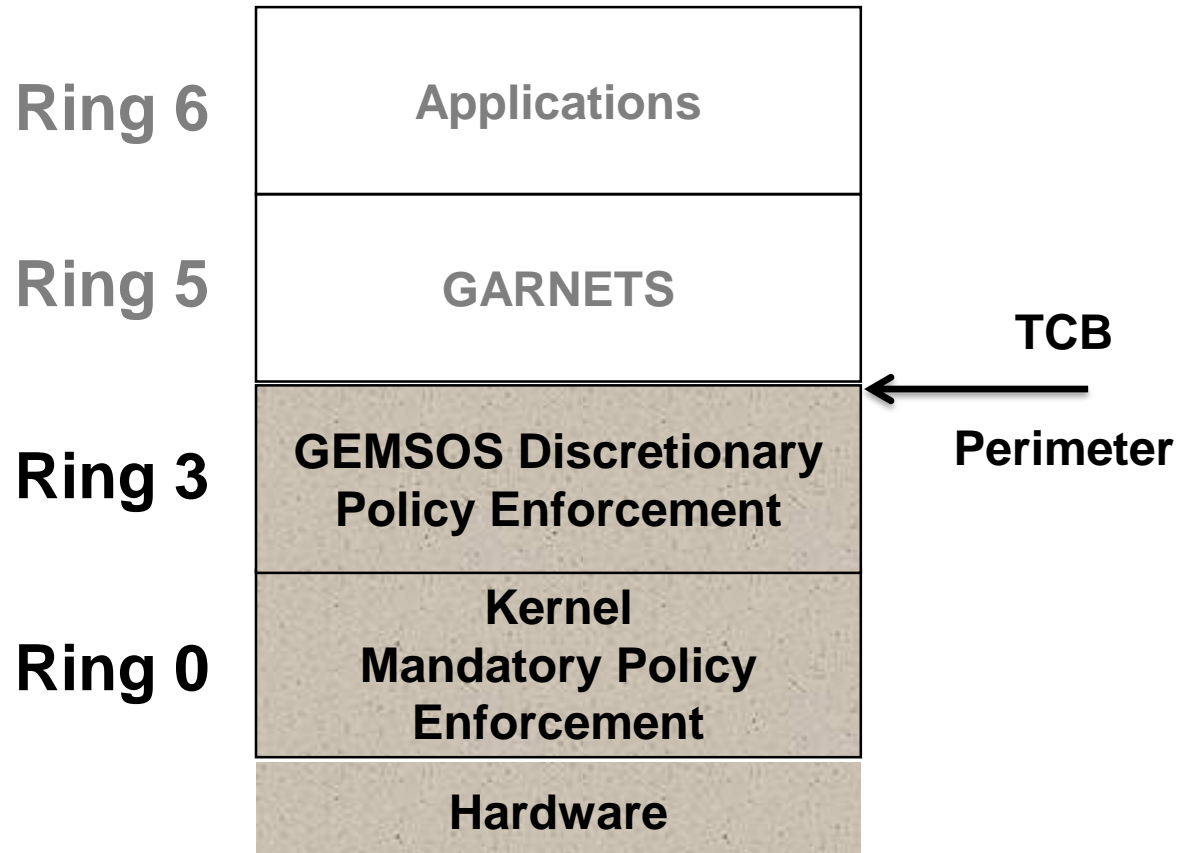 Ring 6
Applications
Ring 5
GARNETS
TCB
Perimeter
Ring 3
GEMSOS Discretionary
Policy Enforcement
Ring 0
Kernel
Mandatory Policy
Enforcement
Hardware